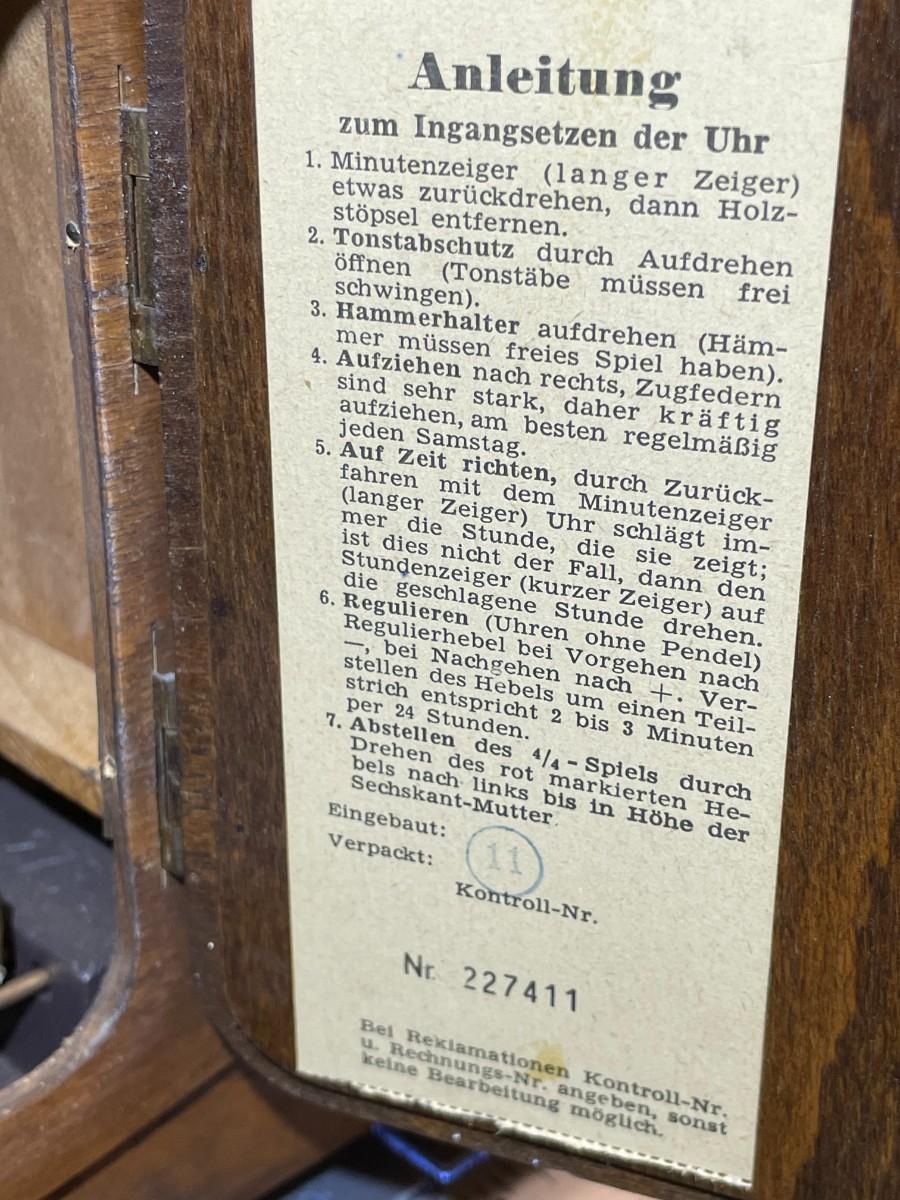 Anleitung
zum Ingangsetzen der Uhr
1. Minutenzeiger (langer Zeiger)
etwas zurückdrehen, dann Holz-
stöpsel entfernen.
2. Tonstabschutz durch Aufdrehen
öffnen (Tonstäbe müssen frei
schwingen).
3. Hammerhalter aufdrehen (Häm-
mer müssen freies Spiel haben).
4. Aufziehen nach rechts, Zugfedern
sind sehr stark, daher kräftig
aufziehen, am besten regelmäßig
jeden Samstag.
5. Auf Zeit richten, durch Zurück-
fahren mit dem Minutenzeiger
(langer Zeiger) Uhr schlägt im-
mer die Stunde, die sie zeigt;
ist dies nicht der Fall, dann den
Stundenzeiger (kurzer Zeiger) auf
die geschlagene Stunde drehen.
6. Regulieren (Uhren ohne Pendel)
Regulierhebel bei Vorgehen nach
—, bei Nachgehen nach +. Ver-
stellen des Hebels um einen Teil-
strich entspricht 2 bis 3 Minuten
per 24 Stunden.
7. Abstellen des 4/4 - Spiels durch
Drehen des rot markierten He-
bels nach links bis in Höhe der
Sechskant-Mutter.
Eingebaut:
Verpackt: 11
Kontroll-Nr.
Nr. 227411
Bei Reklamationen Kontroll-Nr.
u. Rechnungs-Nr. angeben, sonst
keine Bearbeitung möglich.